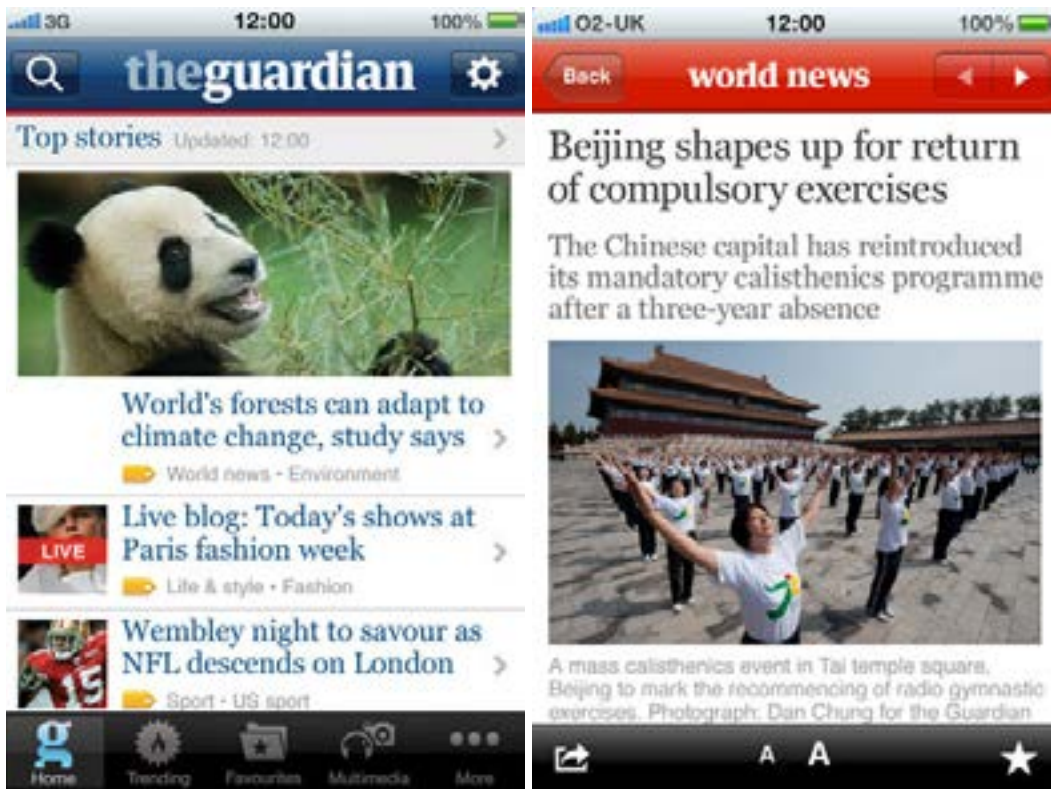 3G 12:00 100%
theguardian
Top stories Updated: 12:00
World's forests can adapt to
climate change, study says
World news • Environment
LIVE
Live blog: Today's shows at
Paris fashion week
Life & style • Fashion
15
Wembley night to savour as
NFL descends on London
Sport • US sport
g
Home Trending Favourites Multimedia More
O2-UK 12:00 100%
Back world news
Beijing shapes up for return
of compulsory exercises
The Chinese capital has reintroduced
its mandatory calisthenics programme
after a three-year absence
A mass calisthenics event in Tai temple square,
Beijing to mark the recommencing of radio gymnastic
exercises. Photograph: Dan Chung for the Guardian
A A